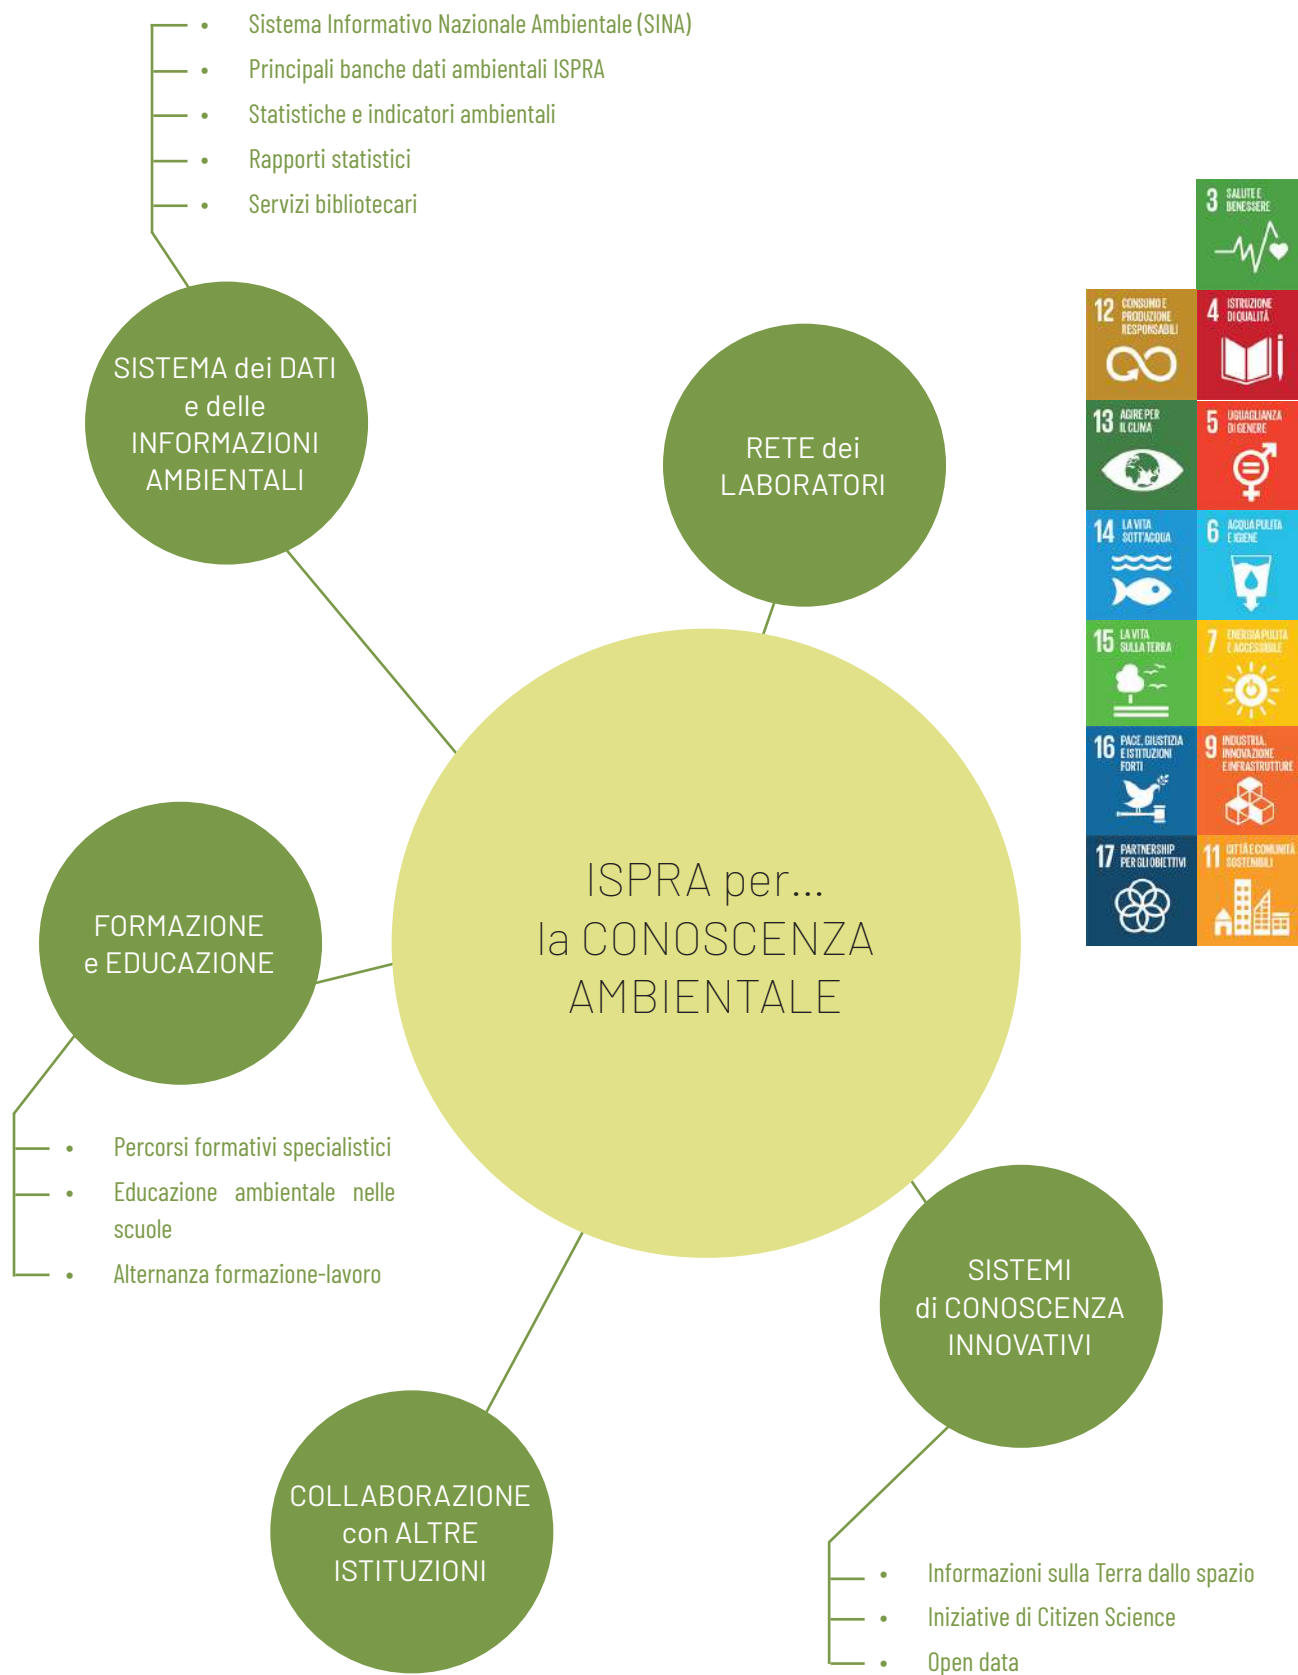 • Sistema Informativo Nazionale Ambientale (SINA)
• Principali banche dati ambientali ISPRA
• Statistiche e indicatori ambientali
• Rapporti statistici
• Servizi bibliotecari
SISTEMA dei DATI
e delle
INFORMAZIONI
AMBIENTALI
RETE dei
LABORATORI
3 SALUTE E
BENESSERE
12 CONSUMO E
PRODUZIONE
RESPONSABILI
4 ISTRUZIONE
DI QUALITÀ
13 AGIRE PER
IL CLIMA
5 UGUAGLIANZA
DI GENERE
14 LA VITA
SOTT'ACQUA
6 ACQUA PULITA
E IGIENE
15 LA VITA
SULLA TERRA
7 ENERGIA PULITA
E ACCESSIBILE
16 PACE, GIUSTIZIA
E ISTITUZIONI
FORTI
9 INDUSTRIA,
INNOVAZIONE
E INFRASTRUTTURE
17 PARTNERSHIP
PER GLI OBIETTIVI
11 CITTÀ E COMUNITÀ
SOSTENIBILI
ISPRA per...
la CONOSCENZA
AMBIENTALE
FORMAZIONE
e EDUCAZIONE
• Percorsi formativi specialistici
• Educazione ambientale nelle
scuole
• Alternanza formazione-lavoro
SISTEMI
di CONOSCENZA
INNOVATIVI
COLLABORAZIONE
con ALTRE
ISTITUZIONI
• Informazioni sulla Terra dallo spazio
• Iniziative di Citizen Science
• Open data